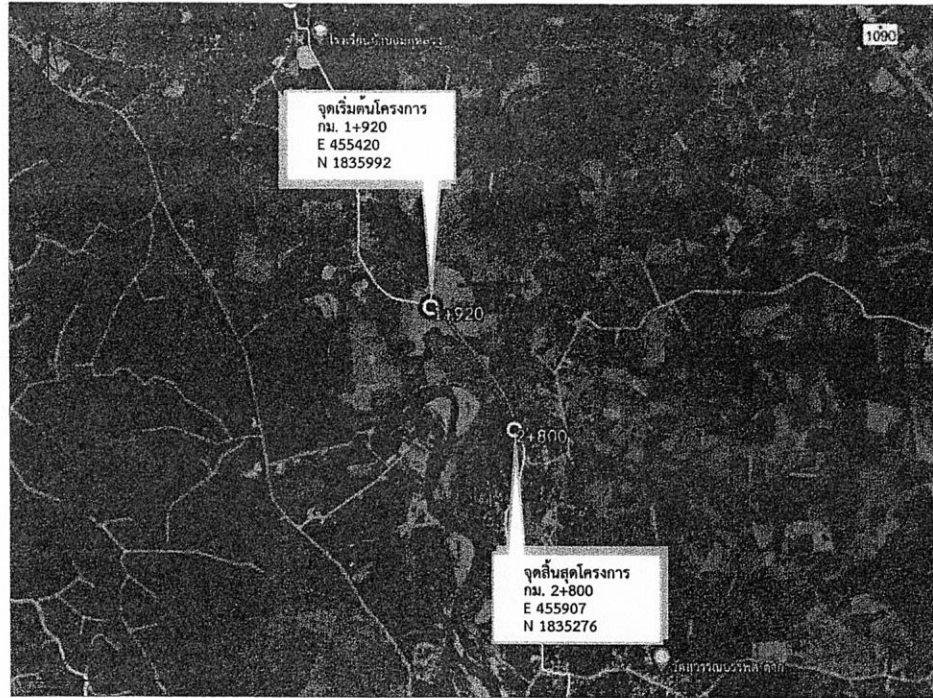 1090
จุดเริ่มต้นโครงการ
กม. 1+920
E 455420
N 1835992
1+920
2+800
จุดสิ้นสุดโครงการ
กม. 2+800
E 455907
N 1835276